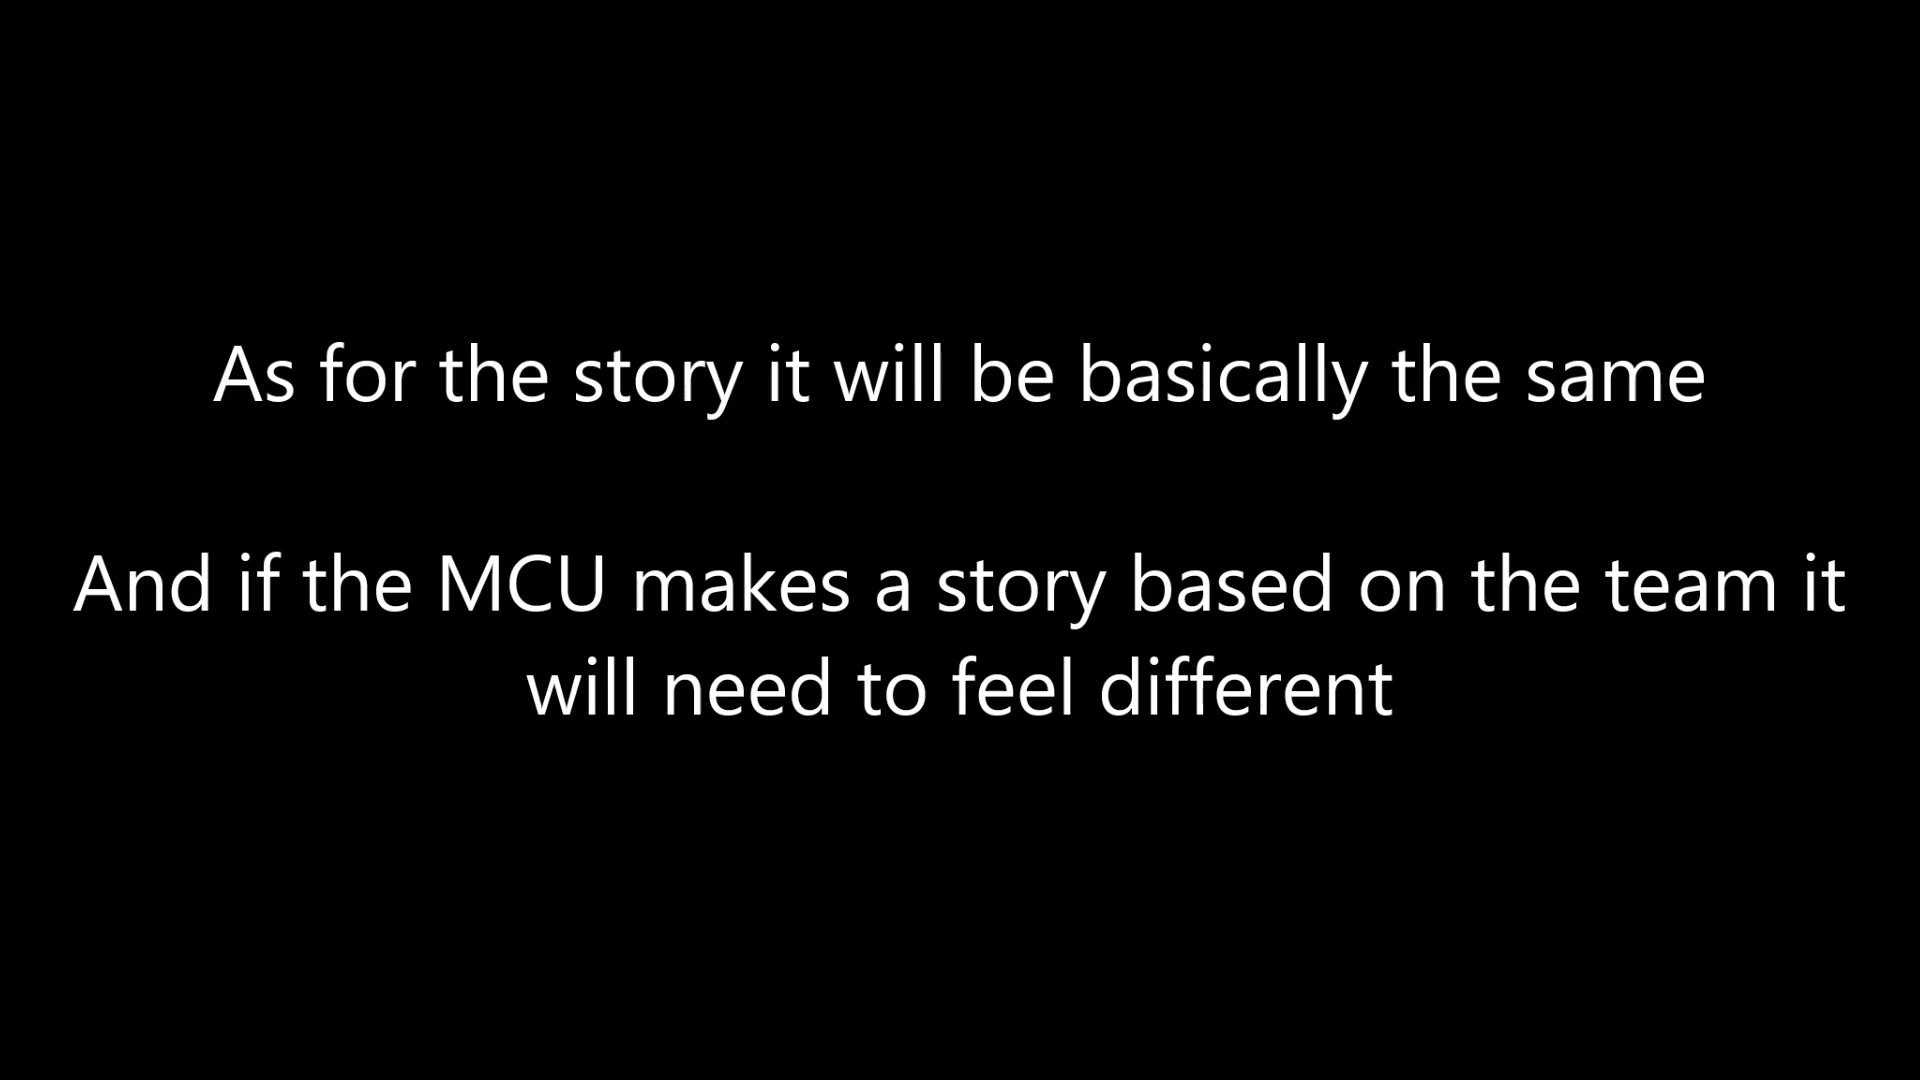 As for the story it will be basically the same
And if the MCU makes a story based on the team it
will need to feel different